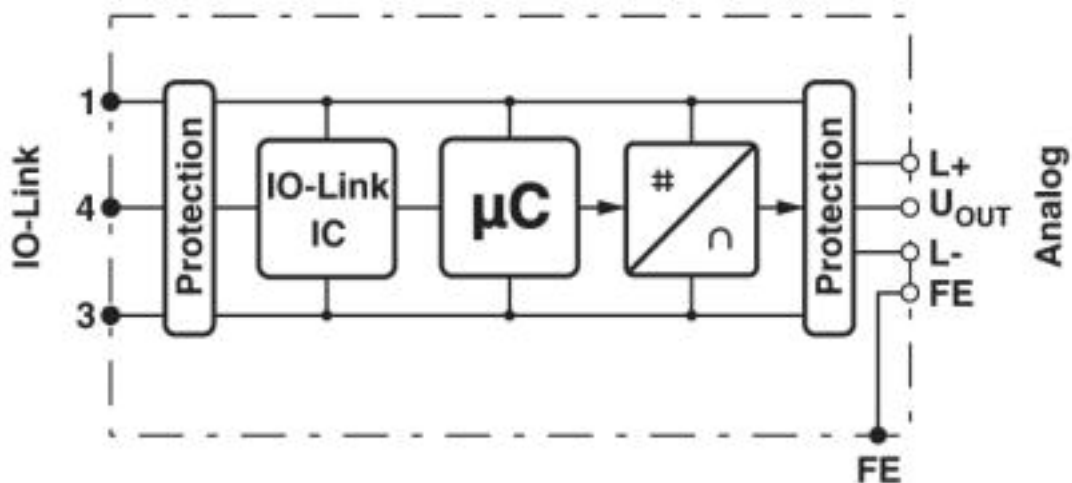 IO-Link
1
4
3
Protection
IO-Link
IC
µC
#
∩
Protection
L+
UOUT
L-
FE
Analog
FE